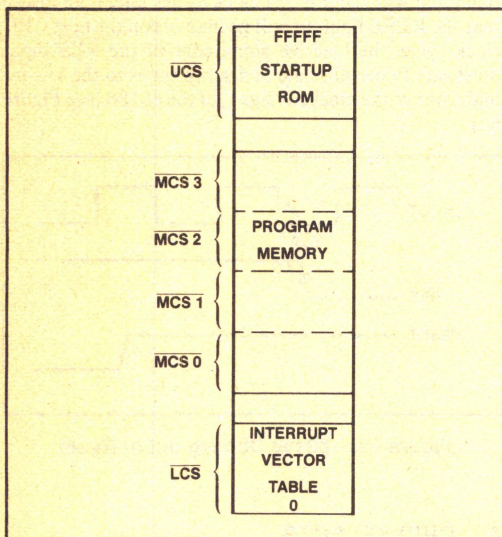 FFFFF
UCS
STARTUP
ROM
MCS 3
MCS 2
PROGRAM
MEMORY
MCS 1
MCS 0
INTERRUPT
VECTOR
LCS
TABLE
0